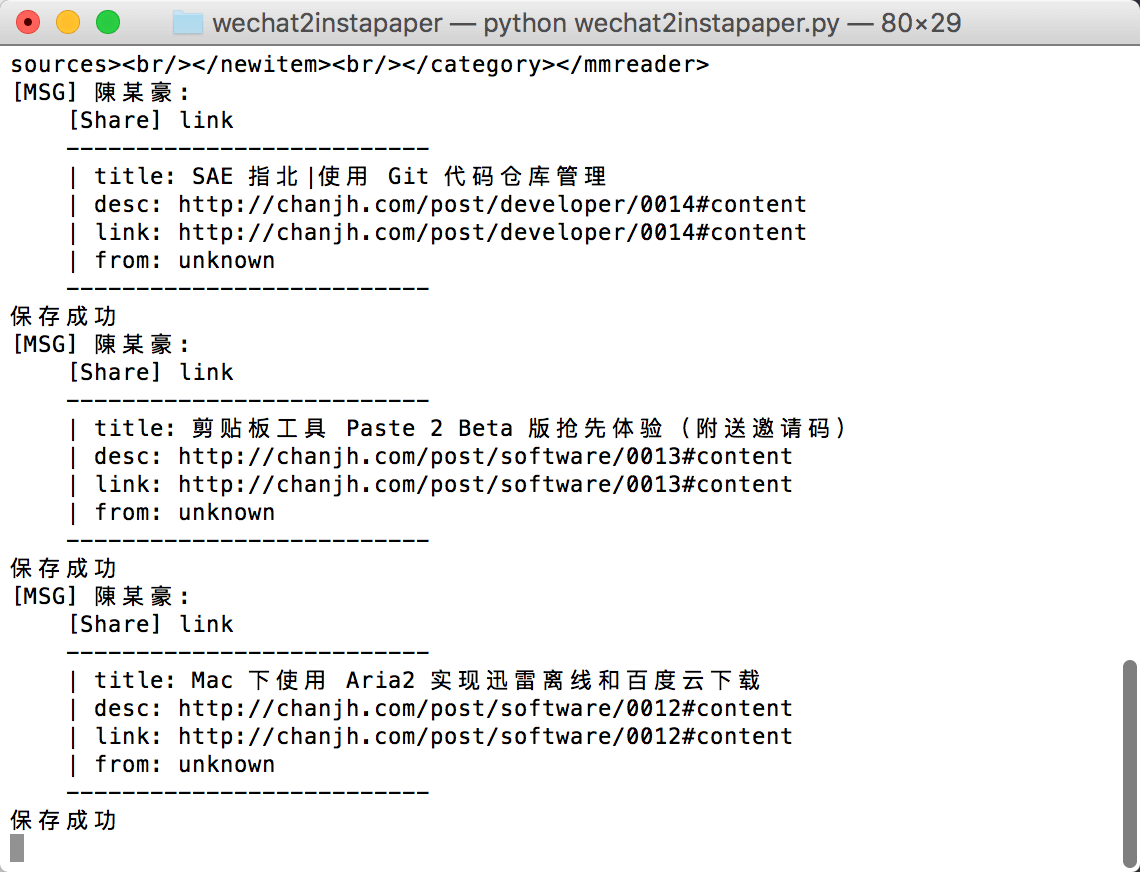 wechat2instapaper — python wechat2instapaper.py — 80×29
sources><br/></newitem><br/></category></mmreader>
[MSG] 陳某豪:
[Share] link
--------------------------
| title: SAE 指北|使用 Git 代码仓库管理
| desc: http://chanjh.com/post/developer/0014#content
| link: http://chanjh.com/post/developer/0014#content
| from: unknown
--------------------------
保存成功
[MSG] 陳某豪:
[Share] link
--------------------------
| title: 剪贴板工具 Paste 2 Beta 版抢先体验（附送邀请码）
| desc: http://chanjh.com/post/software/0013#content
| link: http://chanjh.com/post/software/0013#content
| from: unknown
--------------------------
保存成功
[MSG] 陳某豪:
[Share] link
--------------------------
| title: Mac 下使用 Aria2 实现迅雷离线和百度云下载
| desc: http://chanjh.com/post/software/0012#content
| link: http://chanjh.com/post/software/0012#content
| from: unknown
--------------------------
保存成功